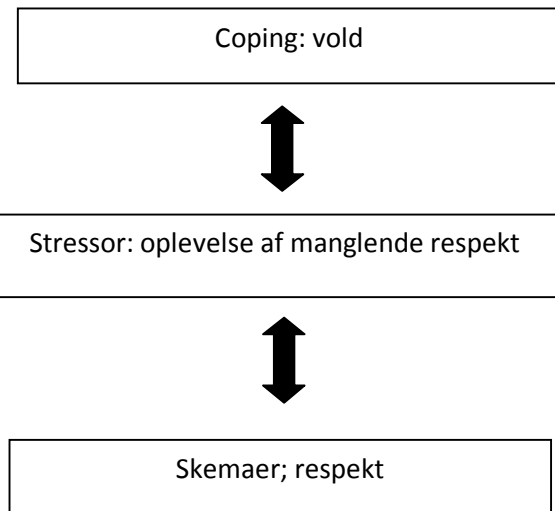 Coping: vold
Stressor: oplevelse af manglende respekt
Skemaer; respekt